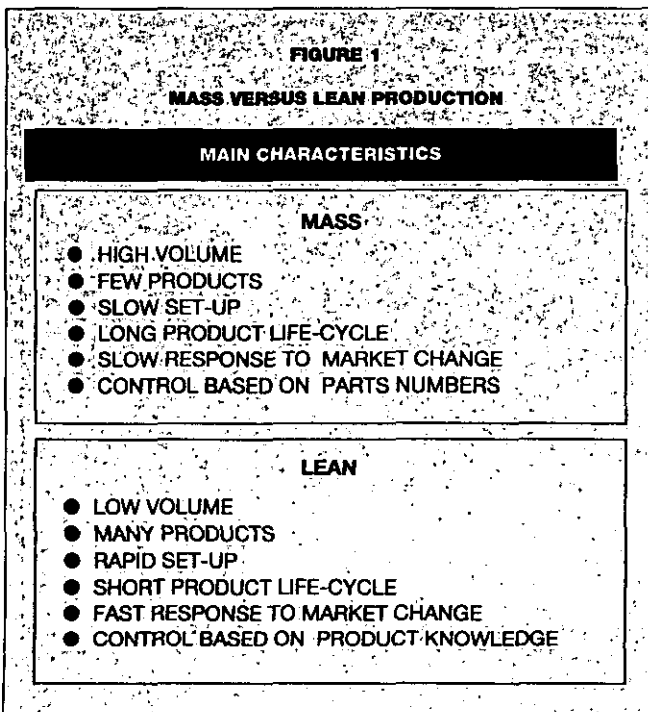 FIGURE 1
MASS VERSUS LEAN PRODUCTION
MAIN CHARACTERISTICS
MASS
● HIGH VOLUME
● FEW PRODUCTS
● SLOW SET-UP
● LONG PRODUCT LIFE-CYCLE
● SLOW RESPONSE TO MARKET CHANGE
● CONTROL BASED ON PARTS NUMBERS
LEAN
● LOW VOLUME
● MANY PRODUCTS
● RAPID SET-UP
● SHORT PRODUCT LIFE-CYCLE
● FAST RESPONSE TO MARKET CHANGE
● CONTROL BASED ON PRODUCT KNOWLEDGE